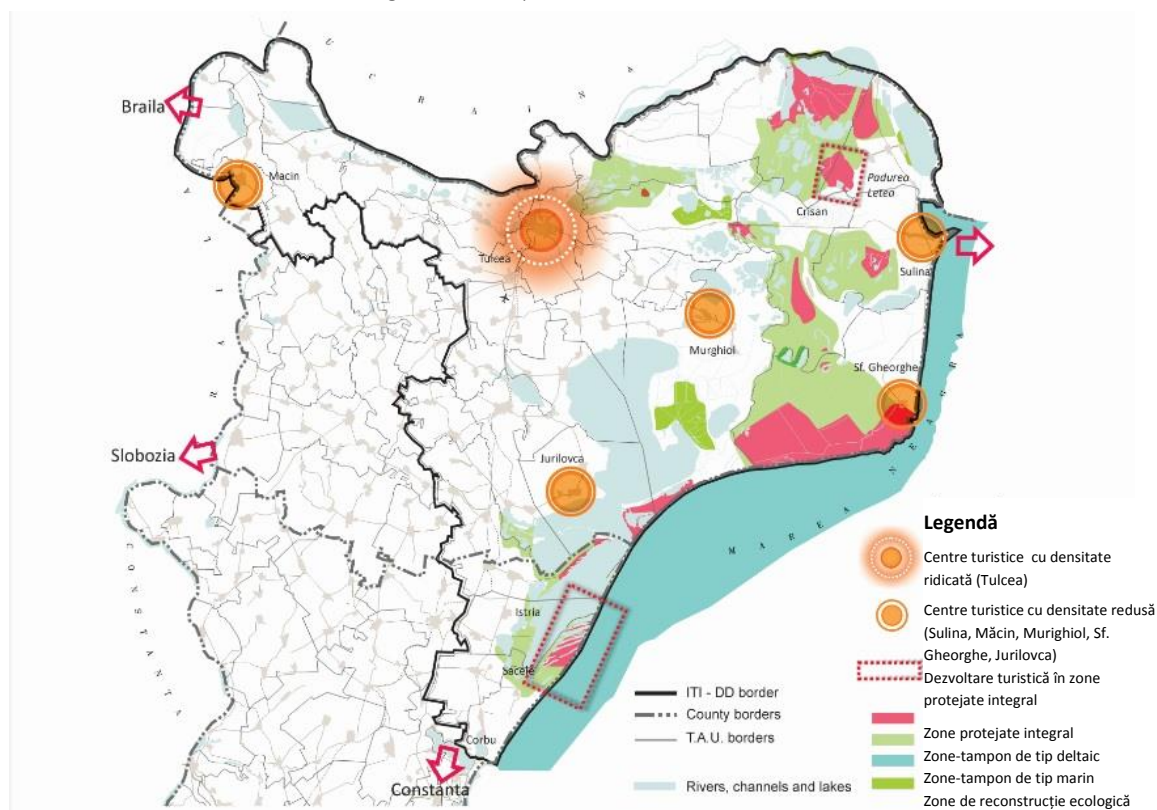 U C R A I N A
Braila
Macin
Padurea
Letea
Crisan
Tulcea
Sulina
B R A I L A
Murghiol
Sf. Gheorghe
Slobozia
Jurilovca
M A R E A N E A G R A
C O N S T A N T A
Istria
Sacele
Corbu
Constanta
ITI - DD border
County borders
T.A.U. borders
Rivers, channels and lakes
Legendă
Centre turistice cu densitate
ridicată (Tulcea)
Centre turistice cu densitate redusă
(Sulina, Măcin, Murighiol, Sf.
Gheorghe, Jurilovca)
Dezvoltare turistică în zone
protejate integral
Zone protejate integral
Zone-tampon de tip deltaic
Zone-tampon de tip marin
Zone de reconstrucție ecologică